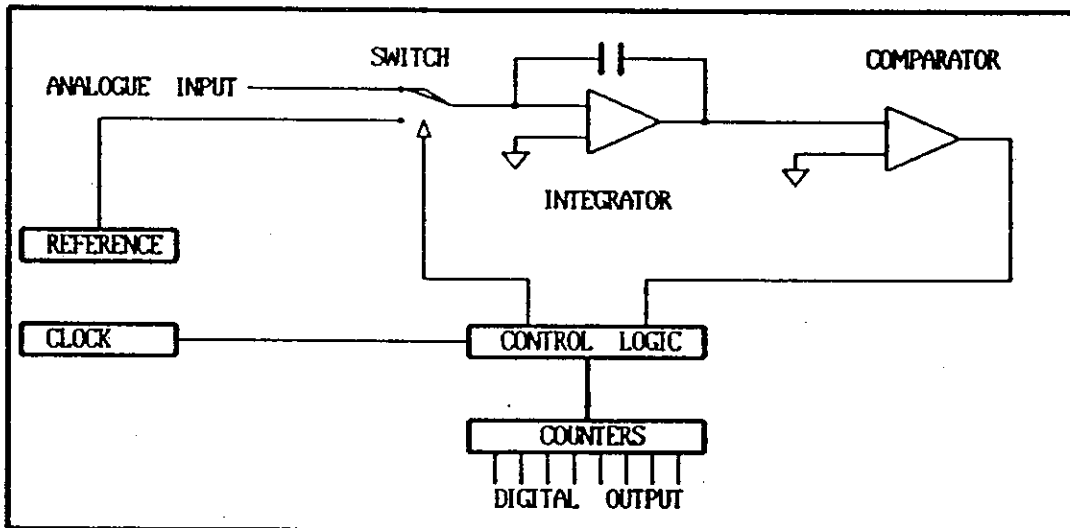 SWITCH
COMPARATOR
ANALOGUE INPUT
INTEGRATOR
REFERENCE
CLOCK
CONTROL LOGIC
COUNTERS
DIGITAL OUTPUT